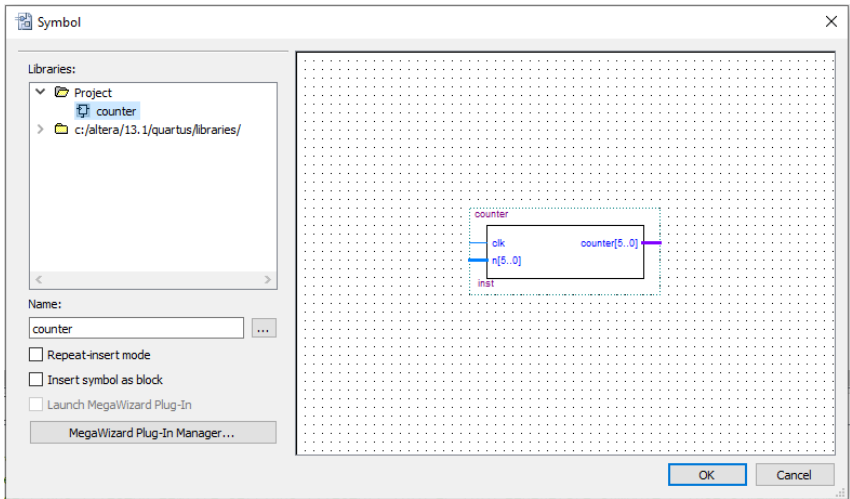 Symbol
Libraries:
Project
counter
c:/altera/13.1/quartus/libraries/
Name:
counter
...
Repeat-insert mode
Insert symbol as block
Launch MegaWizard Plug-In
MegaWizard Plug-In Manager...
counter
clk counter[5..0]
n[5..0]
inst
OK Cancel